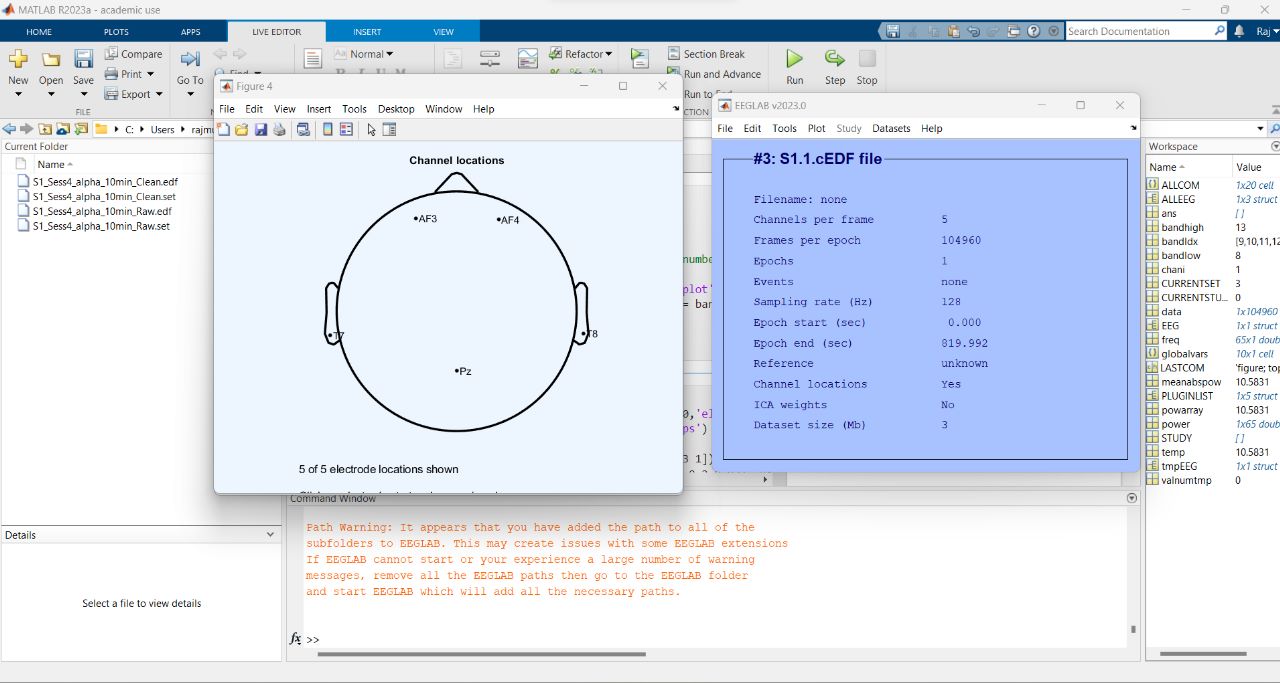 MATLAB R2023a - academic use
HOME PLOTS APPS LIVE EDITOR INSERT VIEW
Search Documentation
Raj
New Open Save
Compare
Print
Export
FILE
Go To
Normal
Refactor
Section Break
Run and Advance
Run to End
Run Step Stop
C: Users
Current Folder
Name
S1_Sess4_alpha_10min_Clean.edf
S1_Sess4_alpha_10min_Clean.set
S1_Sess4_alpha_10min_Raw.edf
S1_Sess4_alpha_10min_Raw.set
Details
Select a file to view details
Figure 4
File Edit View Insert Tools Desktop Window Help
Channel locations
AF3 AF4
T7 T8
Pz
5 of 5 electrode locations shown
EEGLAB v2023.0
File Edit Tools Plot Study Datasets Help
#3: S1.1.cEDF file
Filename: none
Channels per frame 5
Frames per epoch 104960
Epochs 1
Events none
Sampling rate (Hz) 128
Epoch start (sec) 0.000
Epoch end (sec) 819.992
Reference unknown
Channel locations Yes
ICA weights No
Dataset size (Mb) 3
Command Window
Path Warning: It appears that you have added the path to all of the
subfolders to EEGLAB. This may create issues with some EEGLAB extensions
If EEGLAB cannot start or your experience a large number of warning
messages, remove all the EEGLAB paths then go to the EEGLAB folder
and start EEGLAB which will add all the necessary paths.
fx >>
Workspace
Name Value
ALLCOM 1x20 cell
ALLEEG 1x3 struct
ans []
bandhigh 13
bandIdx [9,10,11,12
bandlow 8
chani 1
CURRENTSET 3
CURRENTSTU... 0
data 1x104960
EEG 1x1 struct
freq 65x1 doub
globalvars 10x1 cell
LASTCOM 'figure; top
meanabspow 10.5831
PLUGINLIST 1x5 struct
powarray 10.5831
power 1x65 doub
STUDY []
temp 10.5831
tmpEEG 1x1 struct
valnumtmp 0